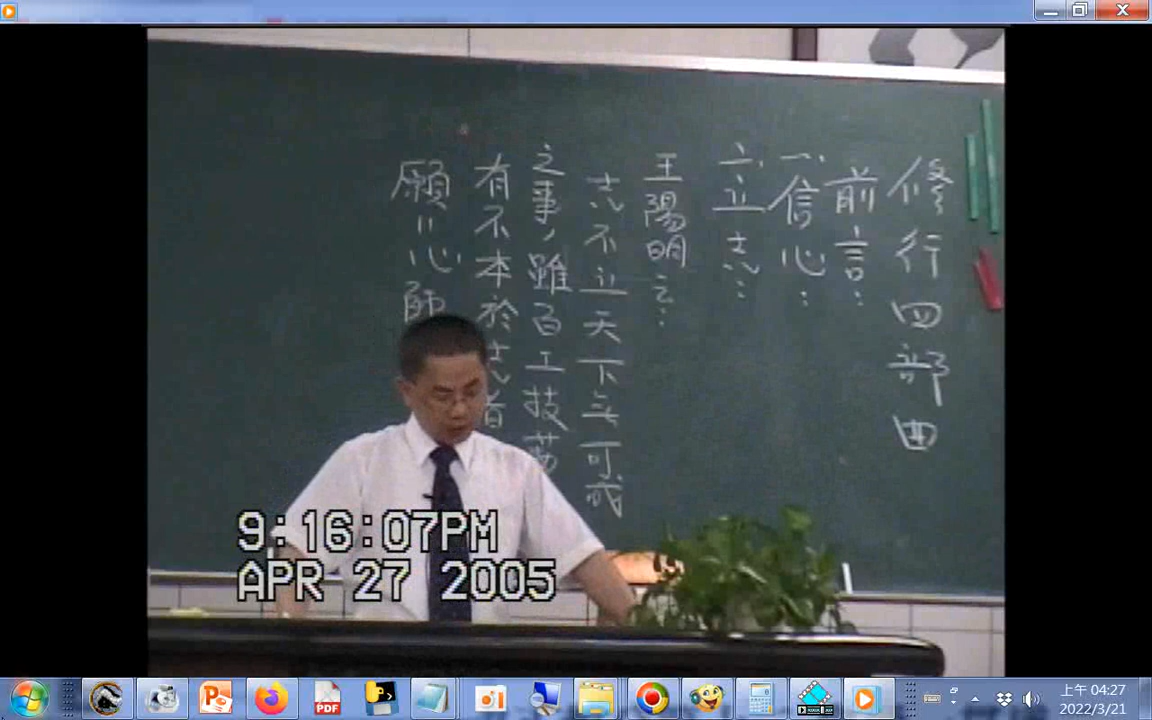 修行四部曲
前言:
一、信心:
二、立志:
王陽明云:
志不立天下無可成
之事,雖百工技藝
有不本於志者
願心師
9:16:07PM
APR 27 2005
PDF
上午 04:27
2022/3/21